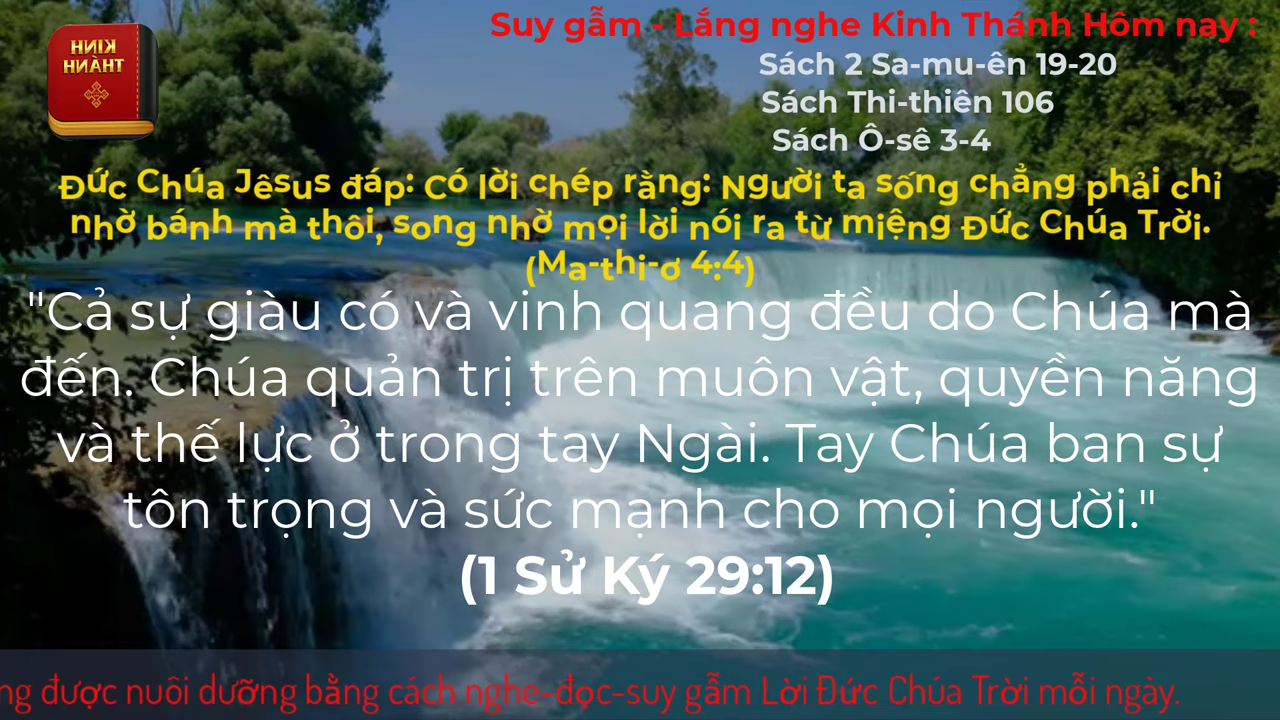 KINH
THÁNH
Suy gẫm - Lắng nghe Kinh Thánh Hôm nay :
Sách 2 Sa-mu-ên 19-20
Sách Thi-thiên 106
Sách Ô-sê 3-4
Đức Chúa Jêsus đáp: Có lời chép rằng: Người ta sống chẳng phải chỉ
nhờ bánh mà thôi, song nhờ mọi lời nói ra từ miệng Đức Chúa Trời.
(Ma-thi-ơ 4:4)
"Cả sự giàu có và vinh quang đều do Chúa mà
đến. Chúa quản trị trên muôn vật, quyền năng
và thế lực ở trong tay Ngài. Tay Chúa ban sự
tôn trọng và sức mạnh cho mọi người."
(1 Sử Ký 29:12)
ng được nuôi dưỡng bằng cách nghe-đọc-suy gẫm Lời Đức Chúa Trời mỗi ngày.